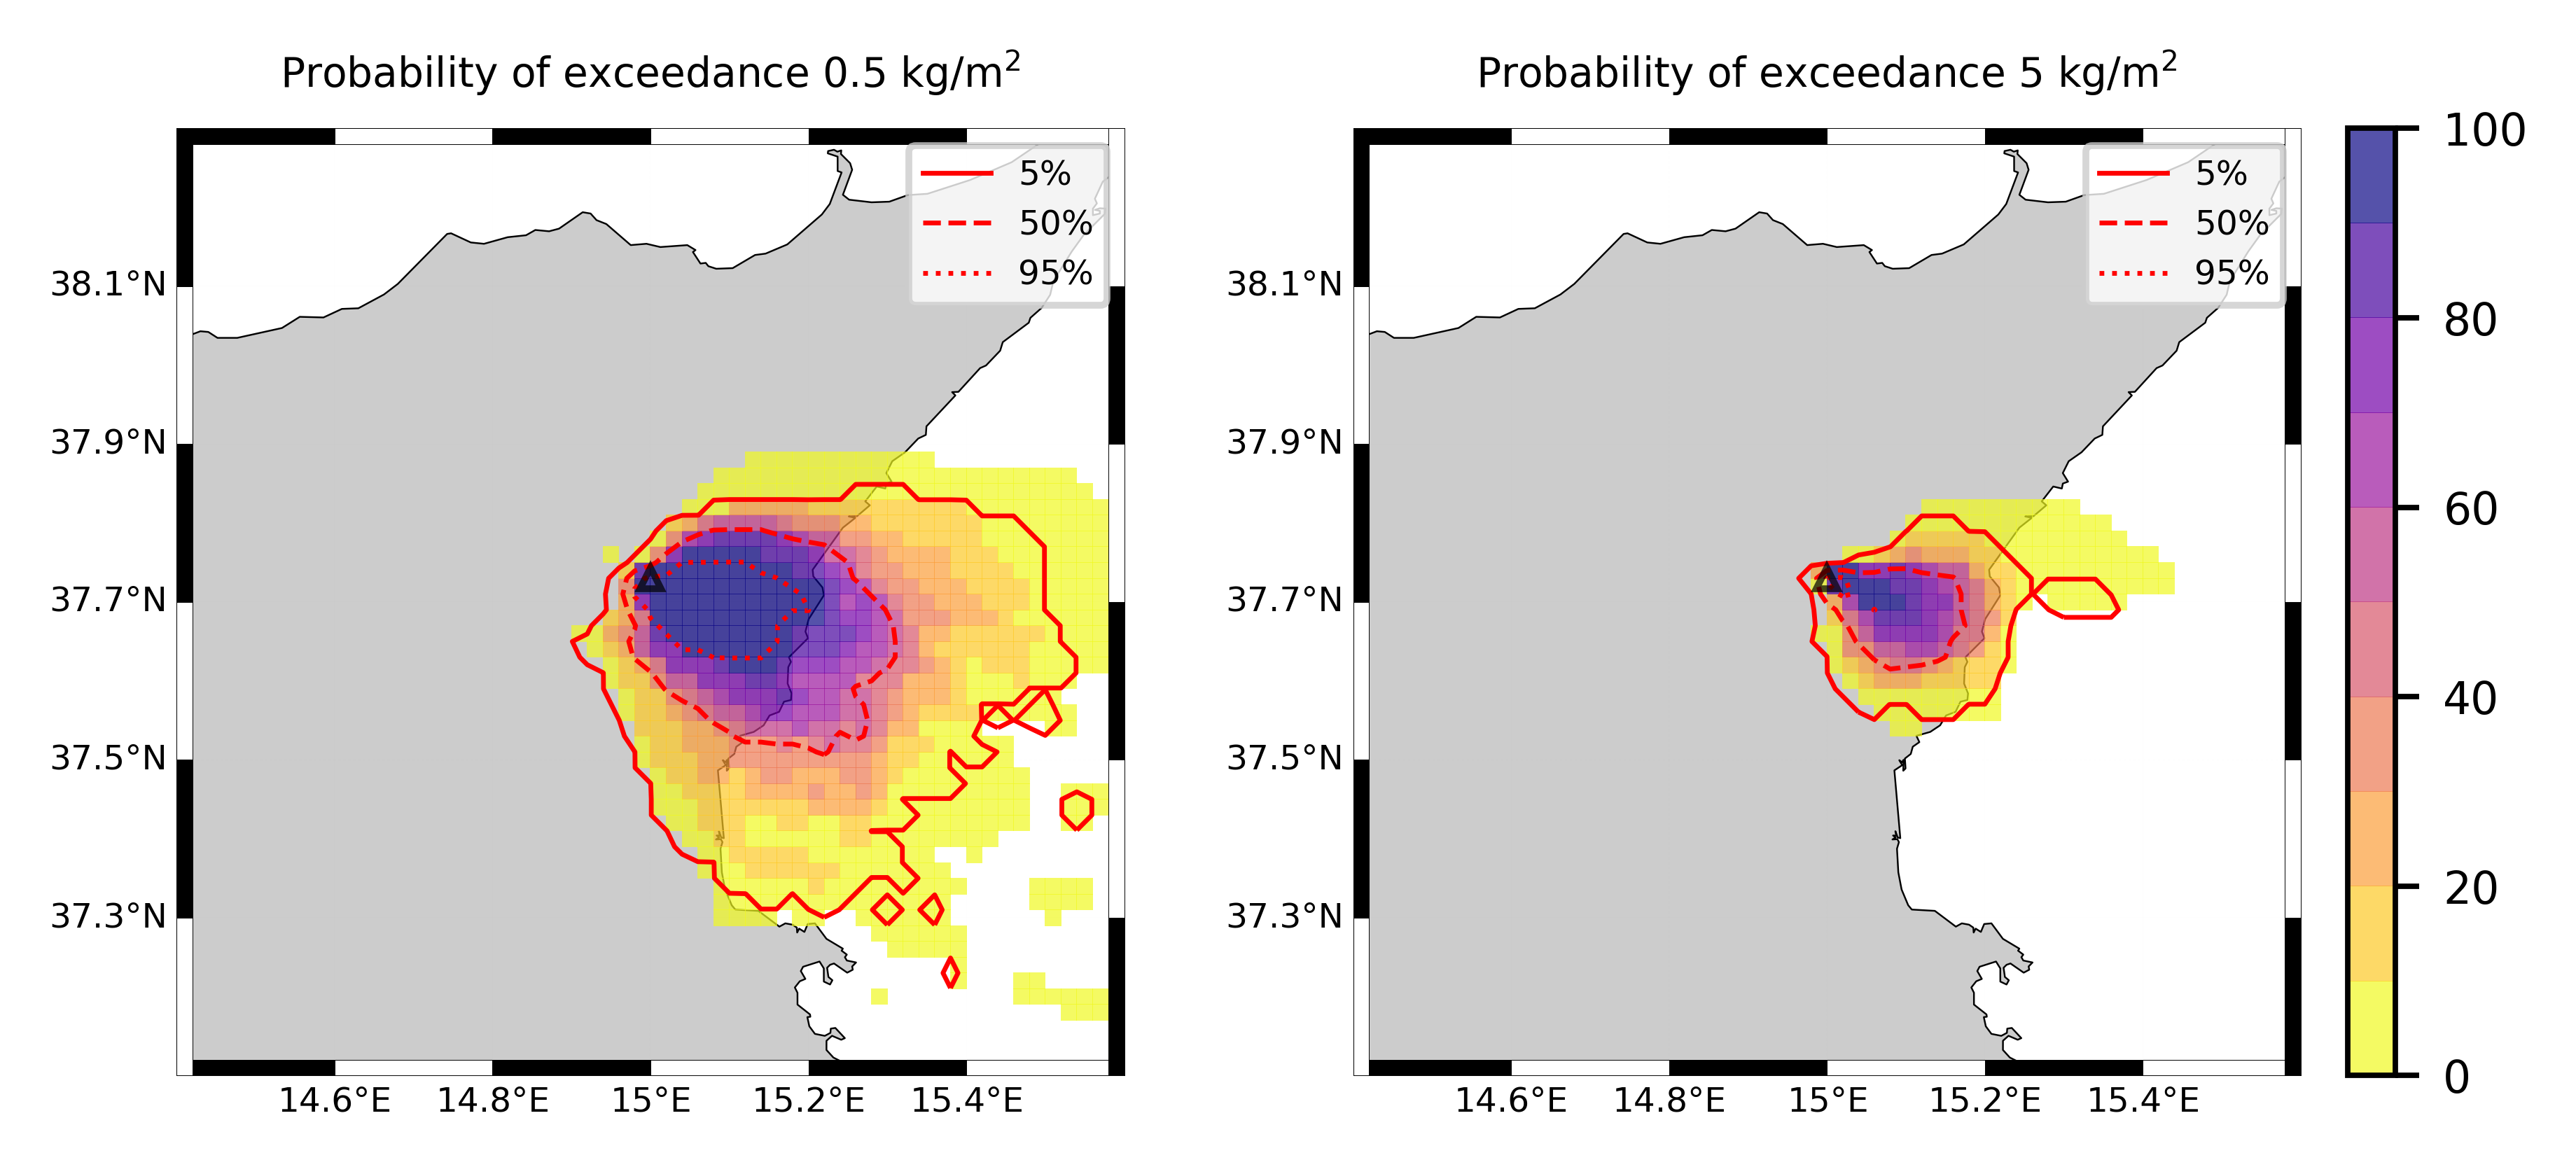 Probability of exceedance 0.5 kg/m²
5%
50%
95%
38.1°N
37.9°N
37.7°N
37.5°N
37.3°N
14.6°E 14.8°E 15°E 15.2°E 15.4°E
Probability of exceedance 5 kg/m²
5%
50%
95%
38.1°N
37.9°N
37.7°N
37.5°N
37.3°N
14.6°E 14.8°E 15°E 15.2°E 15.4°E
100
80
60
40
20
0